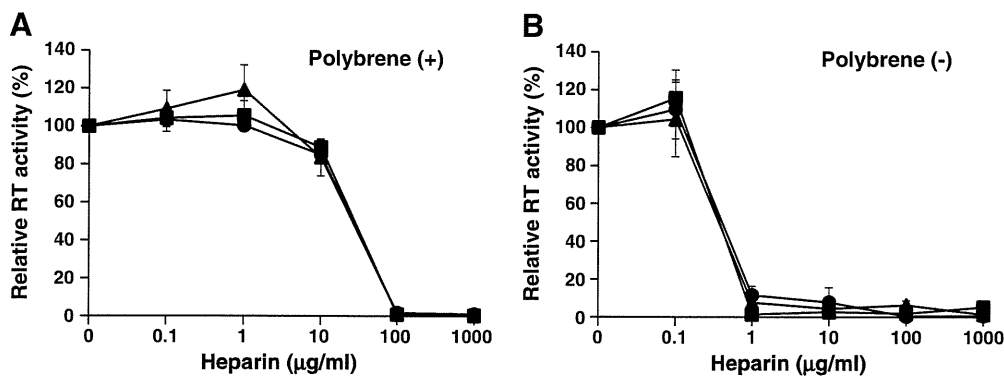 A
Polybrene (+)
Relative RT activity (%)
140
120
100
80
60
40
20
0
0 0.1 1 10 100 1000
Heparin (μg/ml)
B
Polybrene (-)
Relative RT activity (%)
140
120
100
80
60
40
20
0
0 0.1 1 10 100 1000
Heparin (μg/ml)